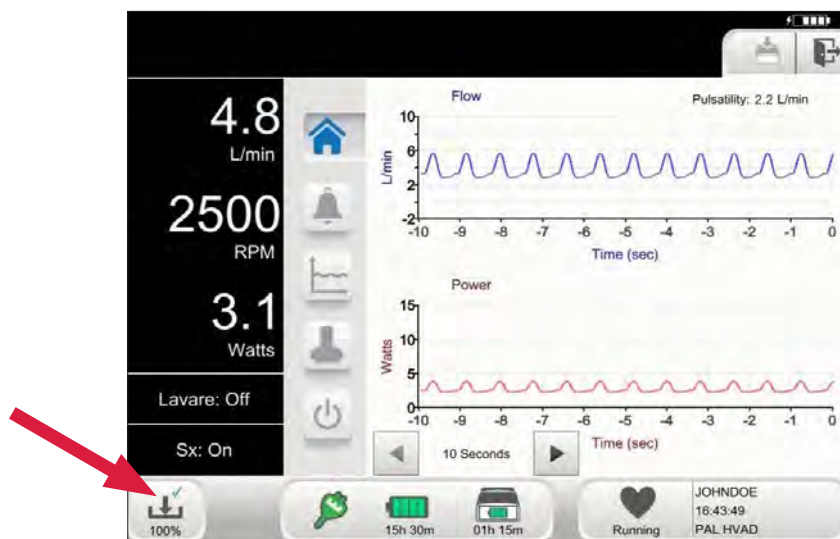 4.8
L/min
2500
RPM
3.1
Watts
Lavare: Off
Sx: On
Flow
Pulsatility: 2.2 L/min
L/min
10
6
2
-2
-10 -9 -8 -7 -6 -5 -4 -3 -2 -1 0
Time (sec)
Power
Watts
15
10
5
0
-10 -9 -8 -7 -6 -5 -4 -3 -2 -1 0
10 Seconds
Time (sec)
100%
15h 30m
01h 15m
Running
JOHNDOE
16:43:49
PAL HVAD